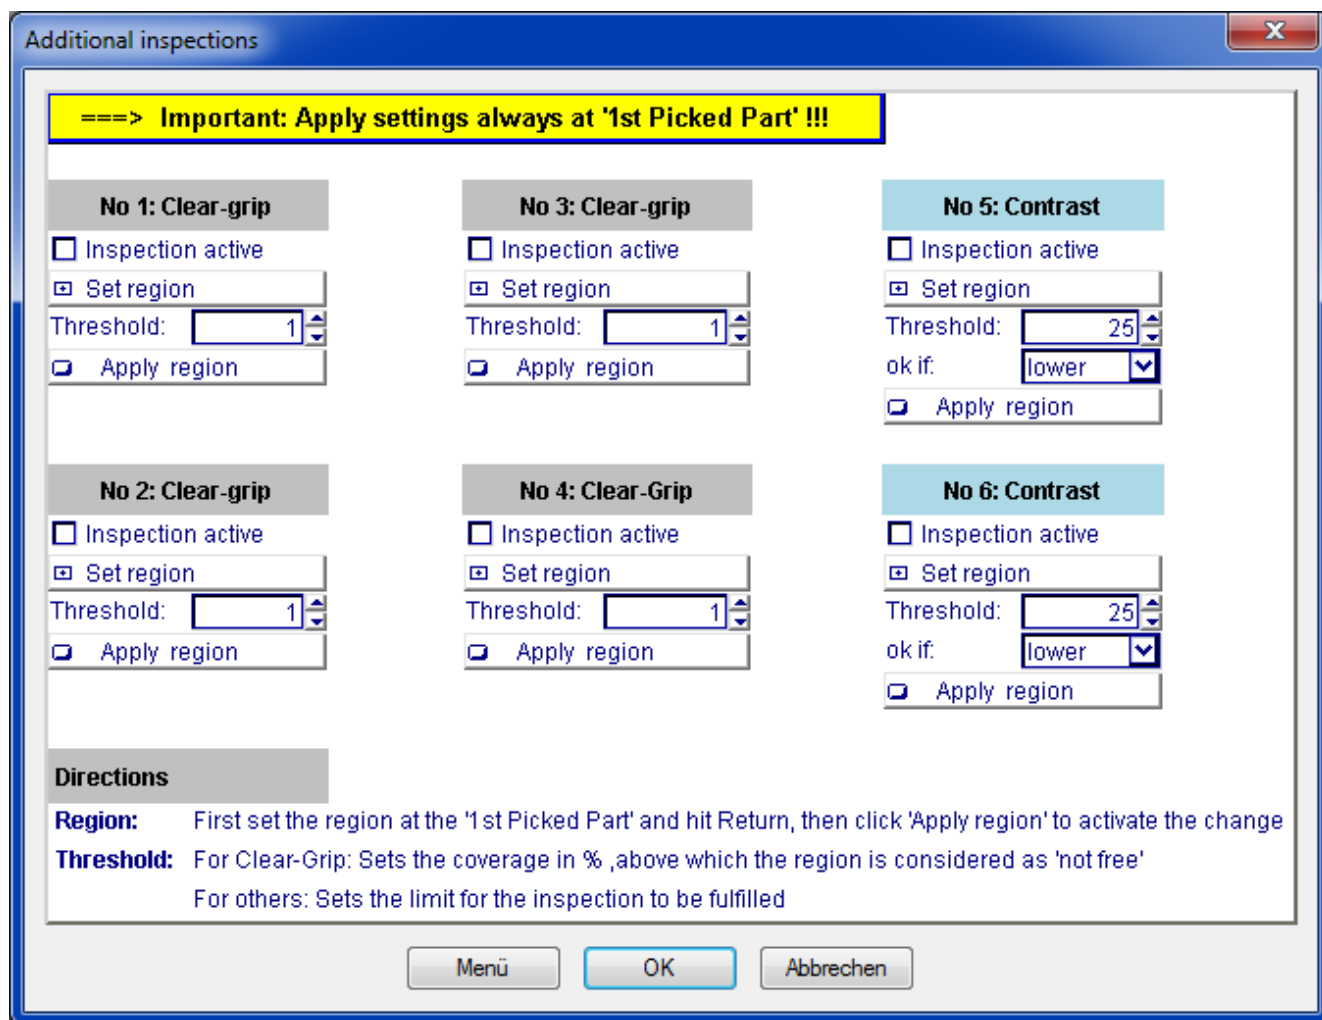 Additional inspections
===> Important: Apply settings always at '1st Picked Part' !!!
No 1: Clear-grip
Inspection active
Set region
Threshold: 1
Apply region
No 3: Clear-grip
Inspection active
Set region
Threshold: 1
Apply region
No 5: Contrast
Inspection active
Set region
Threshold: 25
ok if: lower
Apply region
No 2: Clear-grip
Inspection active
Set region
Threshold: 1
Apply region
No 4: Clear-Grip
Inspection active
Set region
Threshold: 1
Apply region
No 6: Contrast
Inspection active
Set region
Threshold: 25
ok if: lower
Apply region
Directions
Region: First set the region at the '1st Picked Part' and hit Return, then click 'Apply region' to activate the change
Threshold: For Clear-Grip: Sets the coverage in % ,above which the region is considered as 'not free'
For others: Sets the limit for the inspection to be fulfilled
Menü OK Abbrechen